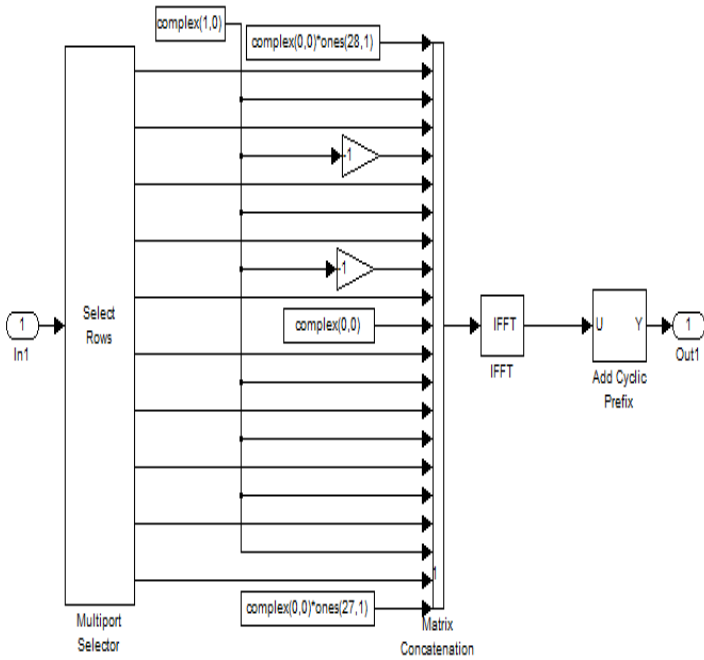 complex(1,0)
complex(0,0)*ones(28,1)
-1
-1
1
In1
Select
Rows
complex(0,0)
IFFT
IFFT
U Y
Add Cyclic
Prefix
1
Out1
1
complex(0,0)*ones(27,1)
Multiport
Selector
Matrix
Concatenation